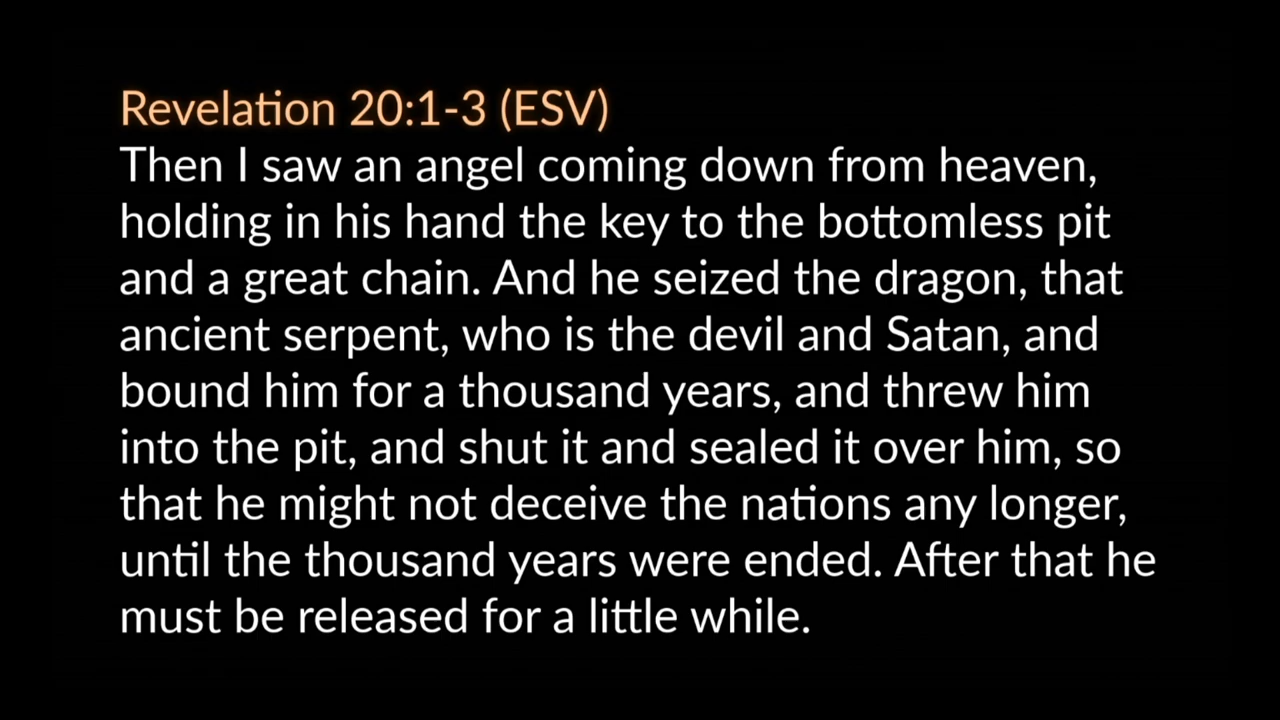 Revelation 20:1-3 (ESV)
Then I saw an angel coming down from heaven,
holding in his hand the key to the bottomless pit
and a great chain. And he seized the dragon, that
ancient serpent, who is the devil and Satan, and
bound him for a thousand years, and threw him
into the pit, and shut it and sealed it over him, so
that he might not deceive the nations any longer,
until the thousand years were ended. After that he
must be released for a little while.